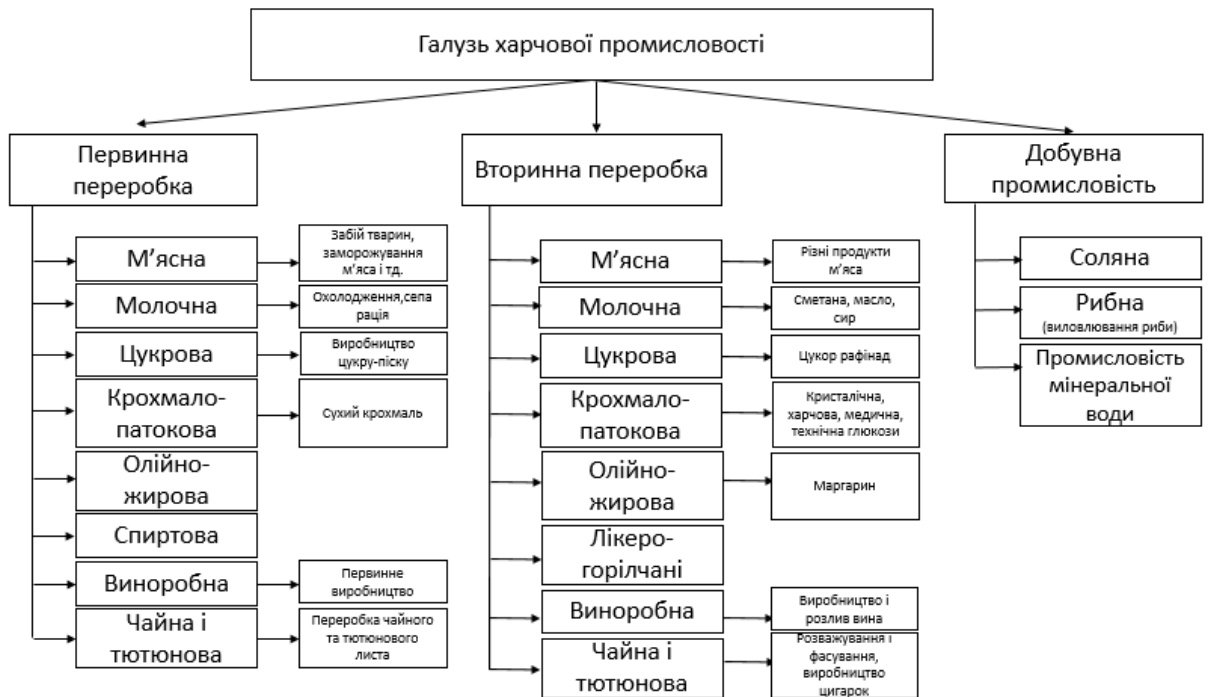 Галузь харчової промисловості
Первинна
переробка
М’ясна
Забій тварин,
заморожування
м’яса і тд.
Молочна
Охолодження,сепа
рація
Цукрова
Виробництво
цукру-піску
Крохмало-
патокова
Сухий крохмаль
Олійно-
жирова
Спиртова
Виноробна
Первинне
виробництво
Чайна і
тютюнова
Переробка чайного
та тютюнового
листа
Вторинна переробка
М’ясна
Різні продукти
м’яса
Молочна
Сметана, масло,
сир
Цукрова
Цукор рафінад
Крохмало-
патокова
Кристалічна,
харчова, медична,
технічна глюкози
Олійно-
жирова
Маргарин
Лікеро-
горілчані
Виноробна
Виробництво і
розлив вина
Чайна і
тютюнова
Розважування і
фасування,
виробництво
цигарок
Добувна
промисловість
Соляна
Рибна
(виловлювання риби)
Промисловість
мінеральної
води